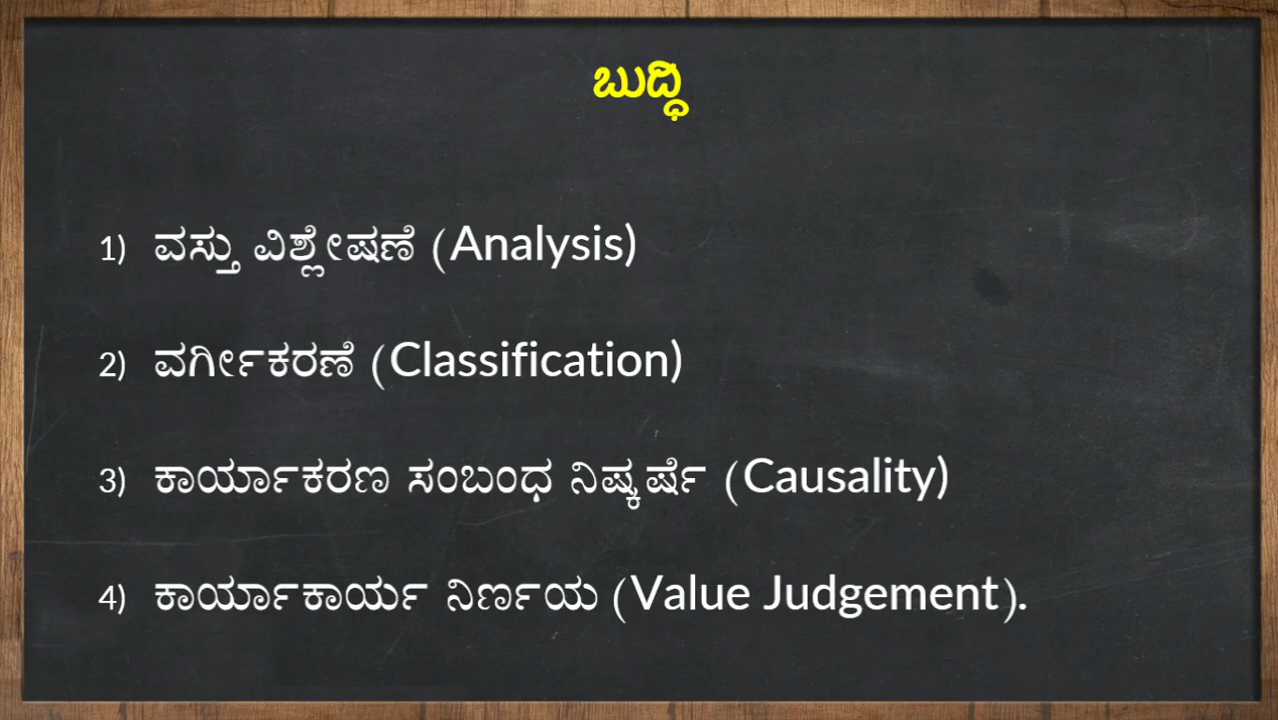 ಬುದ್ಧಿ
1) ವಸ್ತು ವಿಶ್ಲೇಷಣೆ (Analysis)
2) ವರ್ಗೀಕರಣೆ (Classification)
3) ಕಾರ್ಯಾಕರಣ ಸಂಬಂಧ ನಿಷ್ಕರ್ಷೆ (Causality)
4) ಕಾರ್ಯಾಕಾರ್ಯ ನಿರ್ಣಯ (Value Judgement).